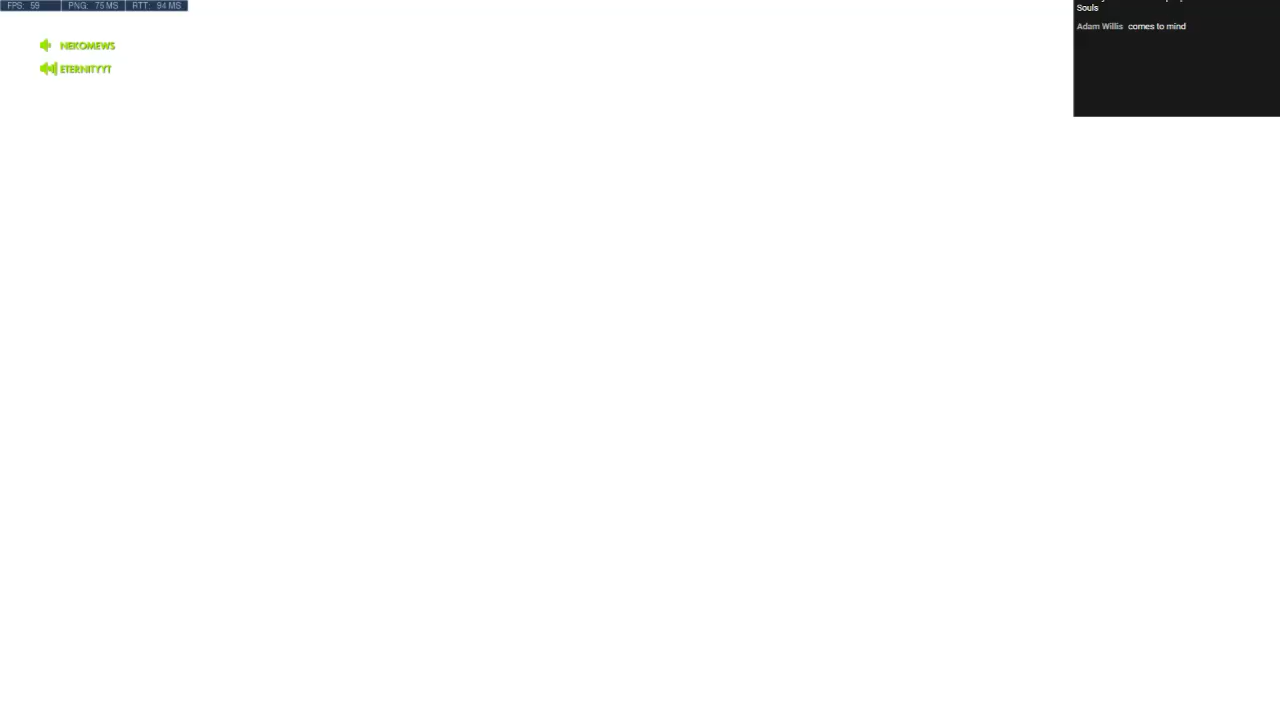 FPS: 59 PNG: 75 MS RTT: 94 MS
NEKOMEWS
ETERNITYYT
Souls
Adam Willis comes to mind